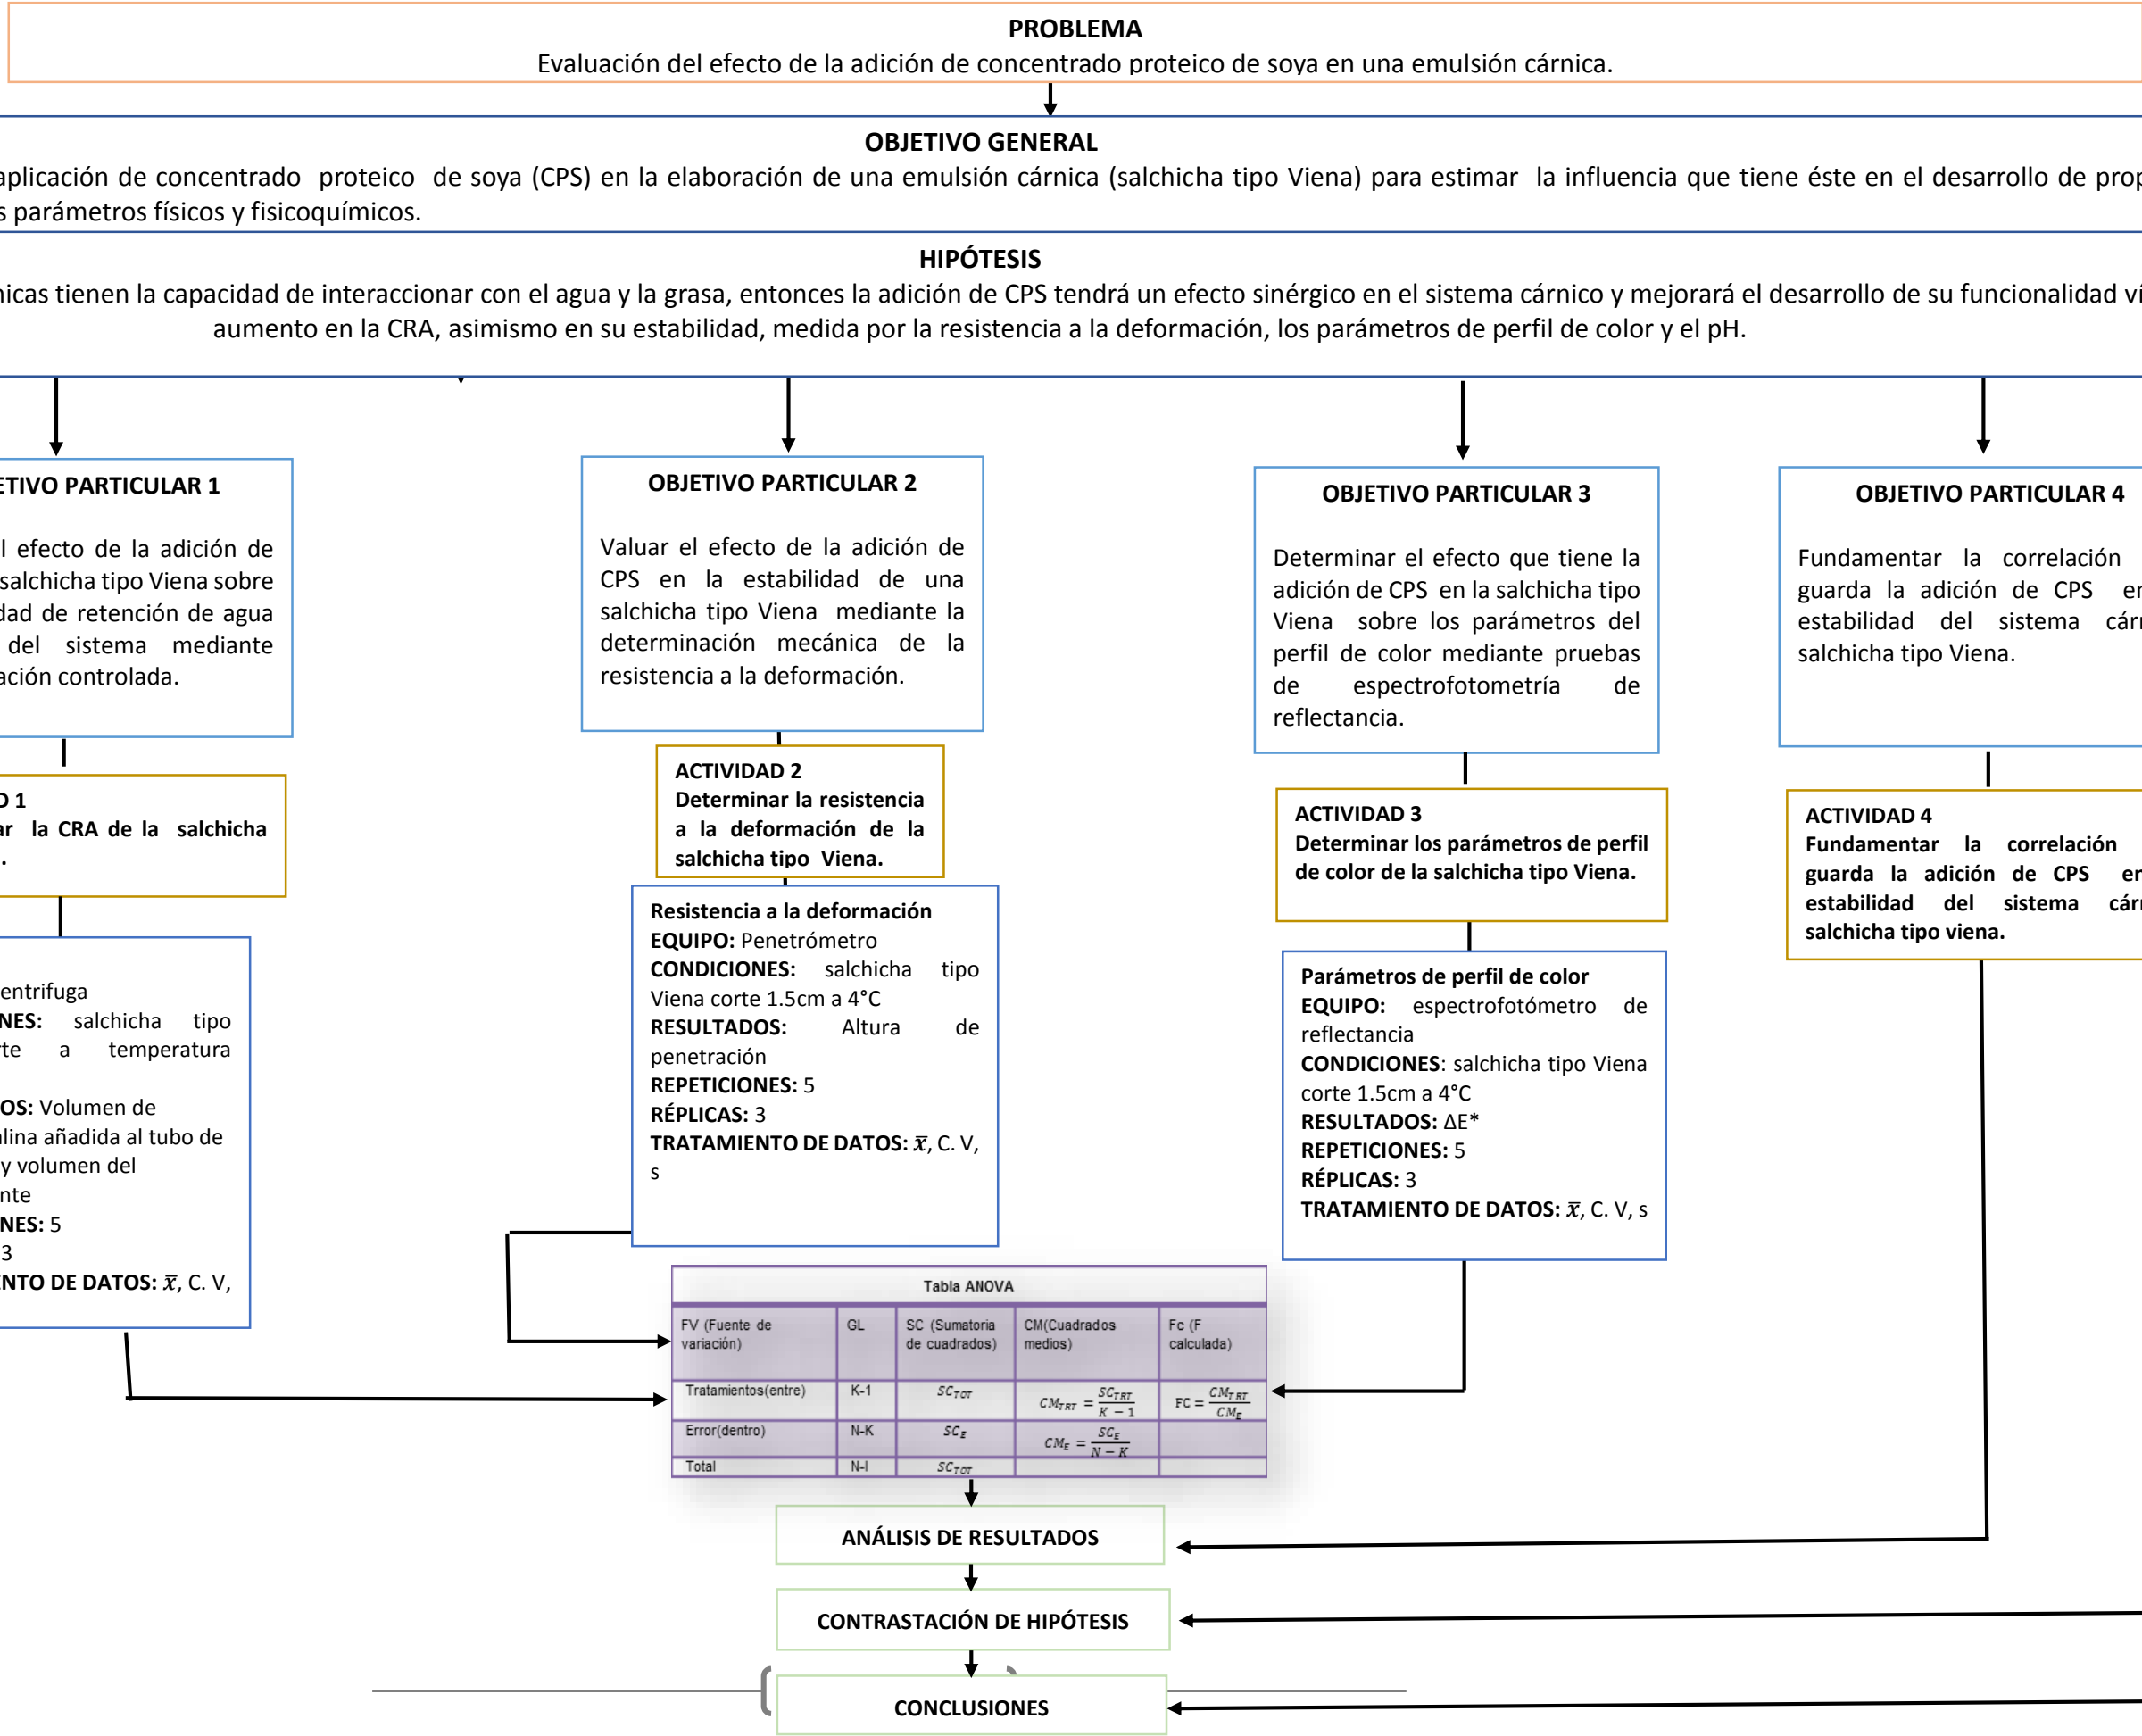 PROBLEMA
Evaluación del efecto de la adición de concentrado proteico de soya en una emulsión cárnica.
OBJETIVO GENERAL
aplicación de concentrado proteico de soya (CPS) en la elaboración de una emulsión cárnica (salchicha tipo Viena) para estimar la influencia que tiene éste en el desarrollo de prop
s parámetros físicos y fisicoquímicos.
HIPÓTESIS
nicas tienen la capacidad de interaccionar con el agua y la grasa, entonces la adición de CPS tendrá un efecto sinérgico en el sistema cárnico y mejorará el desarrollo de su funcionalidad ví
aumento en la CRA, asimismo en su estabilidad, medida por la resistencia a la deformación, los parámetros de perfil de color y el pH.
ETIVO PARTICULAR 1
l efecto de la adición de
salchicha tipo Viena sobre
dad de retención de agua
del sistema mediante
ación controlada.
D 1
ar la CRA de la salchicha
.
entrifuga
NES: salchicha tipo
rte a temperatura
OS: Volumen de
lina añadida al tubo de
y volumen del
nte
NES: 5
3
ENTO DE DATOS: x̅, C. V,
OBJETIVO PARTICULAR 2
Valuar el efecto de la adición de
CPS en la estabilidad de una
salchicha tipo Viena mediante la
determinación mecánica de la
resistencia a la deformación.
ACTIVIDAD 2
Determinar la resistencia
a la deformación de la
salchicha tipo Viena.
Resistencia a la deformación
EQUIPO: Penetrómetro
CONDICIONES: salchicha tipo
Viena corte 1.5cm a 4°C
RESULTADOS: Altura de
penetración
REPETICIONES: 5
RÉPLICAS: 3
TRATAMIENTO DE DATOS: x̅, C. V,
s
OBJETIVO PARTICULAR 3
Determinar el efecto que tiene la
adición de CPS en la salchicha tipo
Viena sobre los parámetros del
perfil de color mediante pruebas
de espectrofotometría de
reflectancia.
ACTIVIDAD 3
Determinar los parámetros de perfil
de color de la salchicha tipo Viena.
Parámetros de perfil de color
EQUIPO: espectrofotómetro de
reflectancia
CONDICIONES: salchicha tipo Viena
corte 1.5cm a 4°C
RESULTADOS: ΔE*
REPETICIONES: 5
RÉPLICAS: 3
TRATAMIENTO DE DATOS: x̅, C. V, s
OBJETIVO PARTICULAR 4
Fundamentar la correlación
guarda la adición de CPS en
estabilidad del sistema cárn
salchicha tipo Viena.
ACTIVIDAD 4
Fundamentar la correlación
guarda la adición de CPS en
estabilidad del sistema cárn
salchicha tipo viena.
Tabla ANOVA
FV (Fuente de variación) GL SC (Sumatoria de cuadrados) CM(Cuadrados medios) Fc (F calculada)
Tratamientos(entre) K-1 SC_TOT CM_TRT = SC_TRT / K − 1 FC = CM_TRT / CM_E
Error(dentro) N-K SC_E CM_E = SC_E / N − K
Total N-I SC_TOT
ANÁLISIS DE RESULTADOS
CONTRASTACIÓN DE HIPÓTESIS
CONCLUSIONES